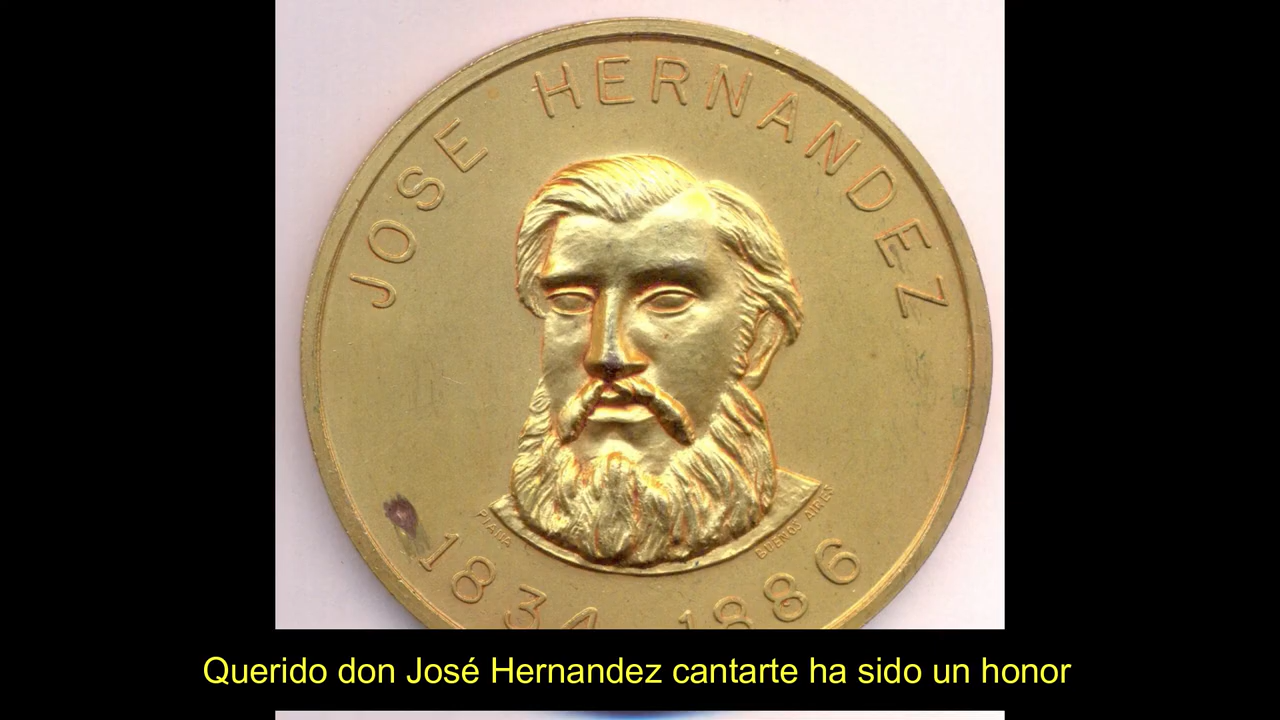 JOSE HERNANDEZ
PIANA
BUENOS AIRES
1834 1886
Querido don José Hernandez cantarte ha sido un honor